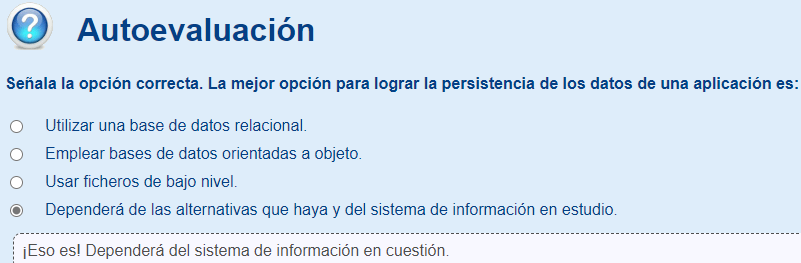 Autoevaluación
Señala la opción correcta. La mejor opción para lograr la persistencia de los datos de una aplicación es:
Utilizar una base de datos relacional.
Emplear bases de datos orientadas a objeto.
Usar ficheros de bajo nivel.
Dependerá de las alternativas que haya y del sistema de información en estudio.
¡Eso es! Dependerá del sistema de información en cuestión.